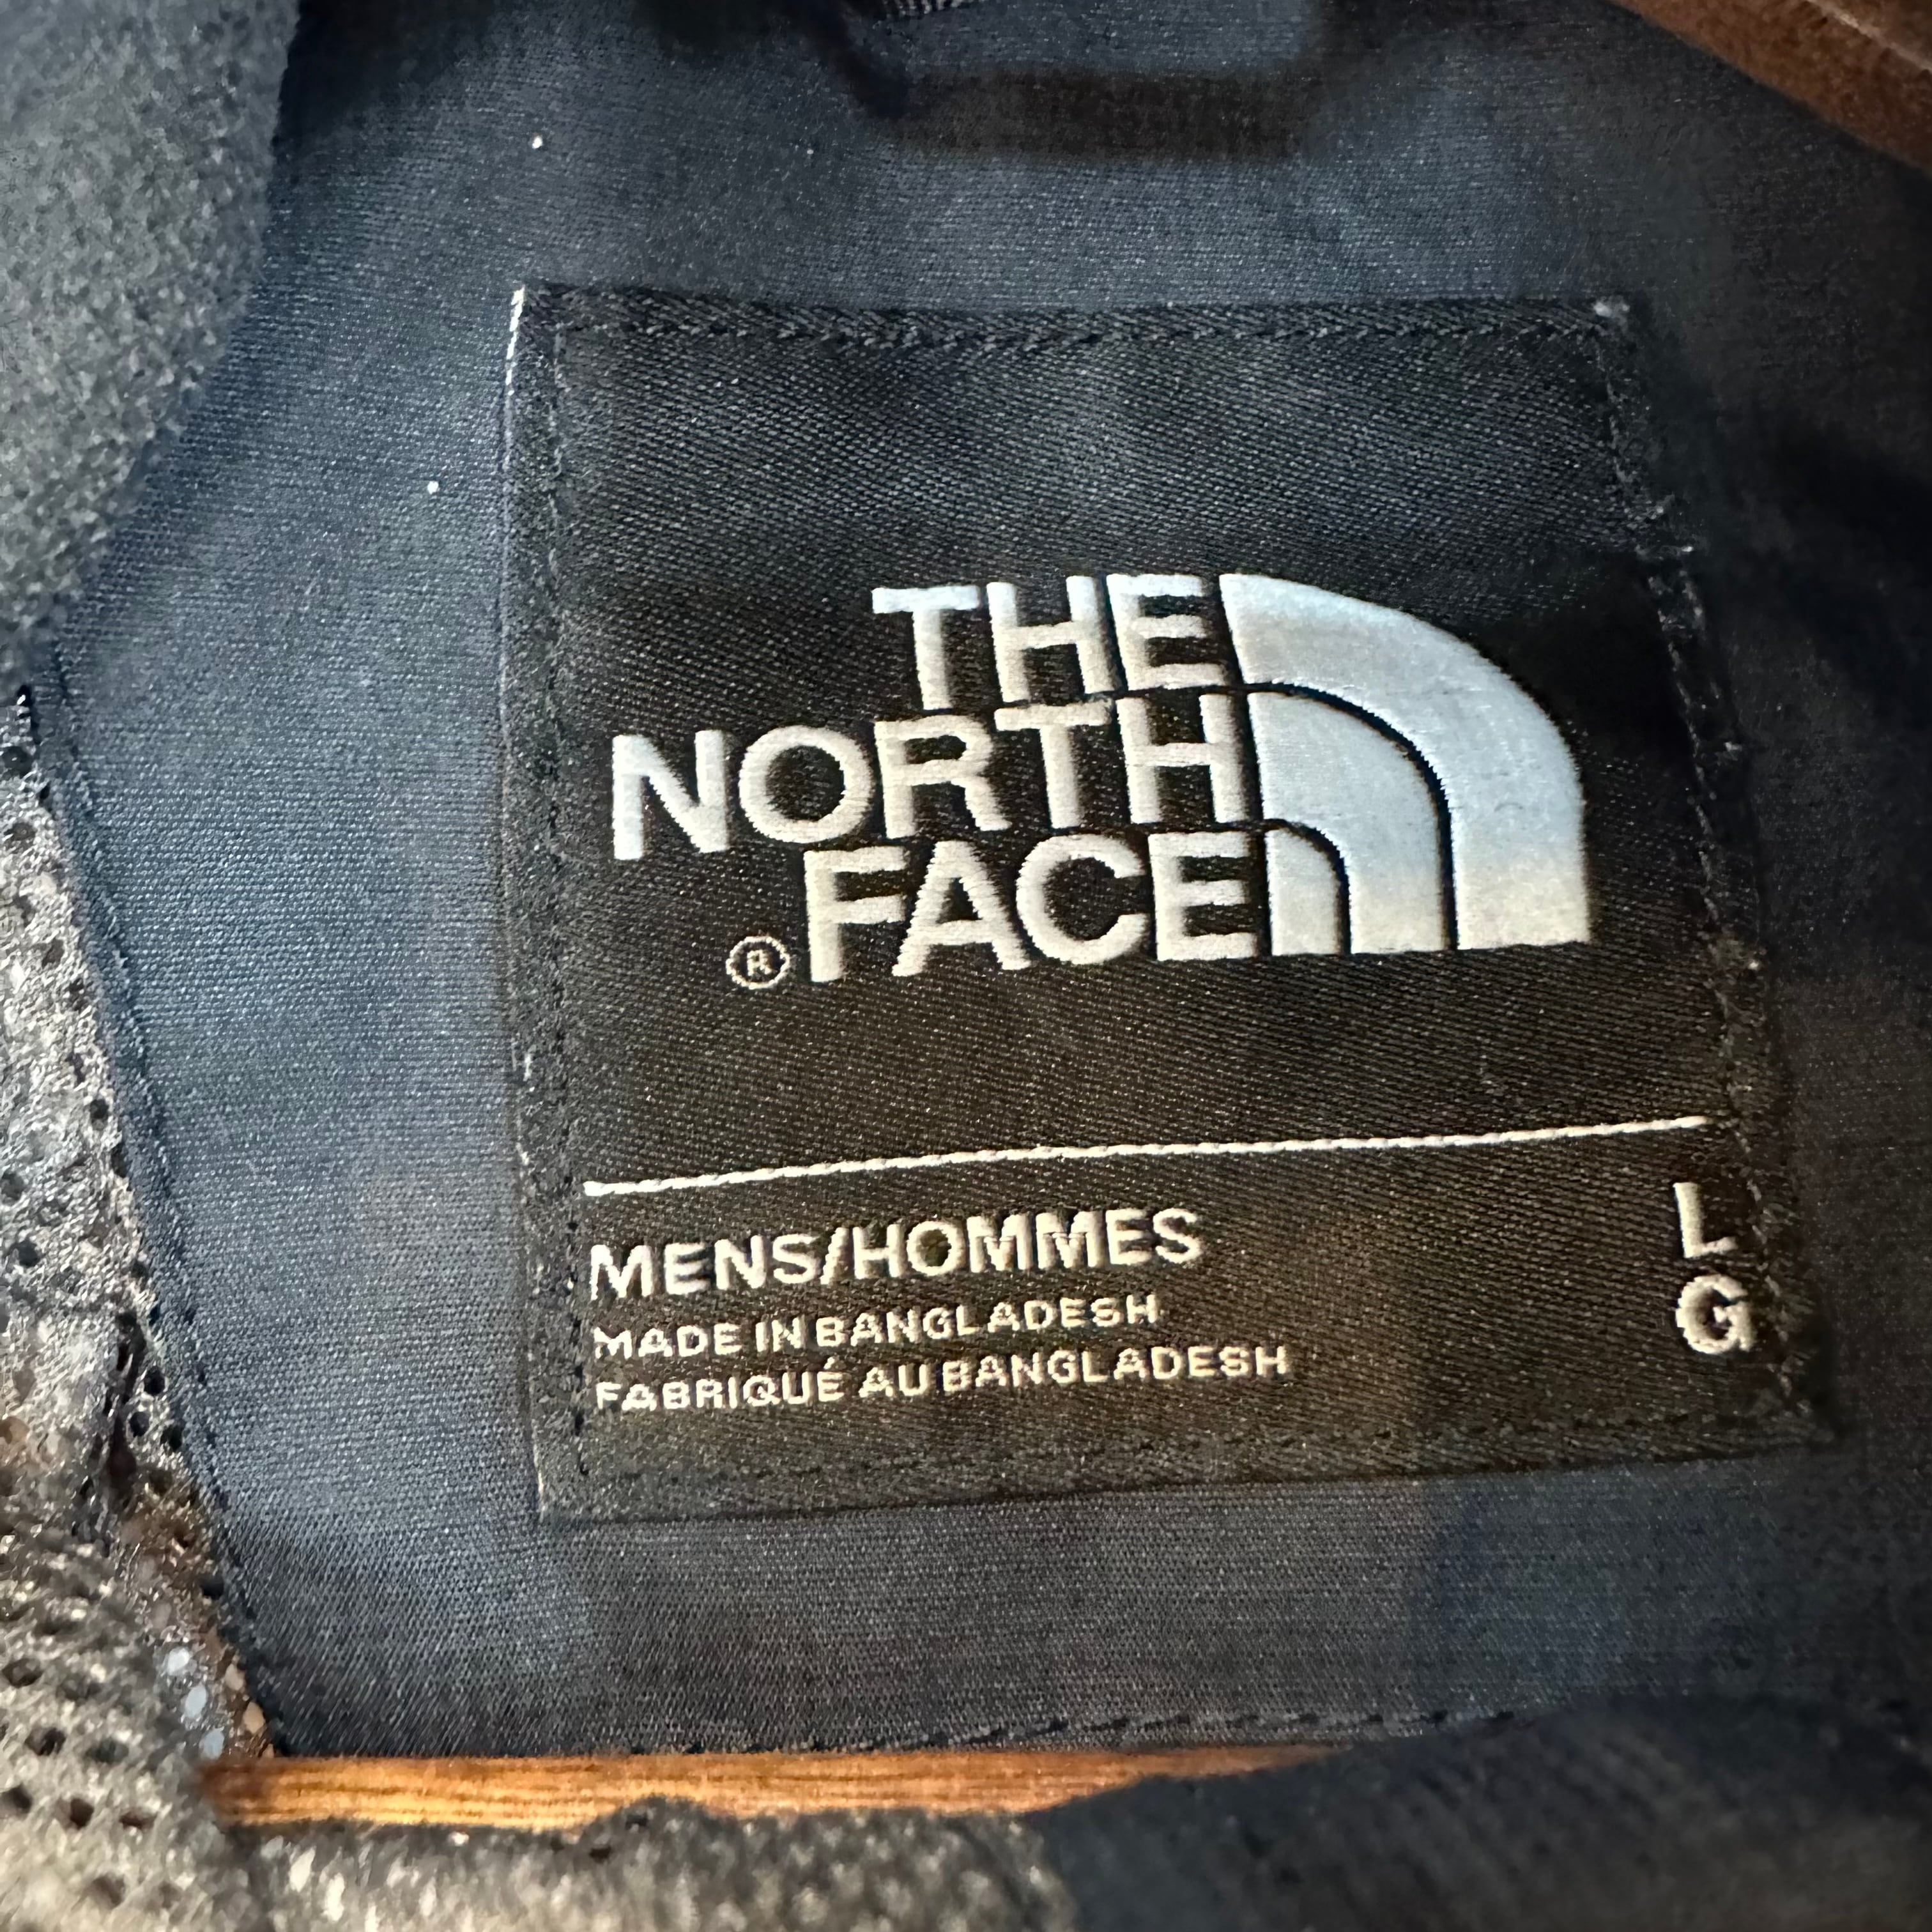 THE
NORTH
FACE
®
MENS/HOMMES
L
G
MADE IN BANGLADESH
FABRIQUÉ AU BANGLADESH